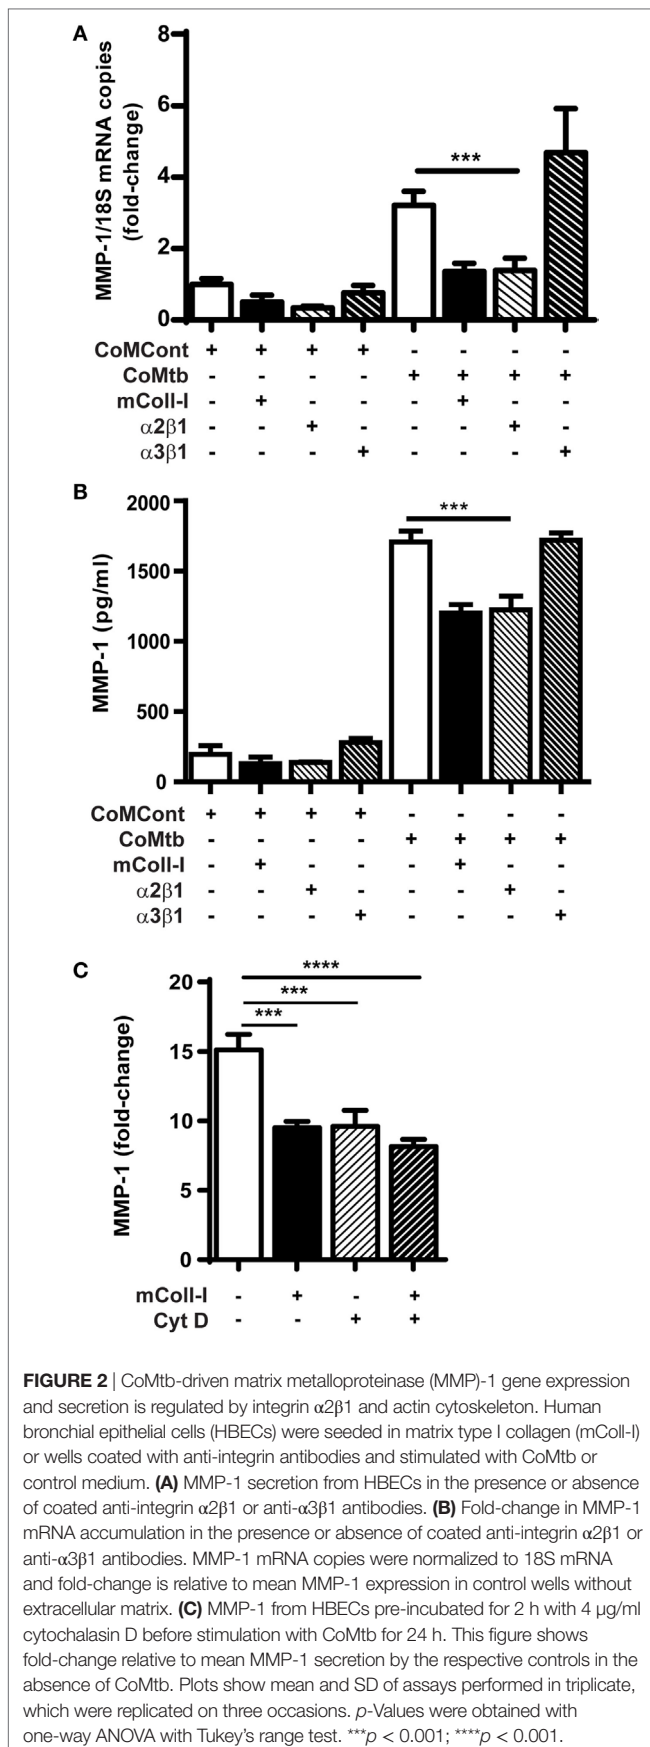 A
MMP-1/18S mRNA copies
(fold-change)
8
6
4
2
0
***
CoMCont + + + + - - - -
CoMtb - - - - + + + +
mColl-I - + - - - + - -
α2β1 - - + - - - + -
α3β1 - - - + - - - +
B
MMP-1 (pg/ml)
2000
1500
1000
500
0
***
CoMCont + + + + - - - -
CoMtb - - - - + + + +
mColl-I - + - - - + - -
α2β1 - - + - - - + -
α3β1 - - - + - - - +
C
MMP-1 (fold-change)
20
15
10
5
0
****
***
***
mColl-I - + - +
Cyt D - - + +
FIGURE 2 | CoMtb-driven matrix metalloproteinase (MMP)-1 gene expression
and secretion is regulated by integrin α2β1 and actin cytoskeleton. Human
bronchial epithelial cells (HBECs) were seeded in matrix type I collagen (mColl-I)
or wells coated with anti-integrin antibodies and stimulated with CoMtb or
control medium. (A) MMP-1 secretion from HBECs in the presence or absence
of coated anti-integrin α2β1 or anti-α3β1 antibodies. (B) Fold-change in MMP-1
mRNA accumulation in the presence or absence of coated anti-integrin α2β1 or
anti-α3β1 antibodies. MMP-1 mRNA copies were normalized to 18S mRNA
and fold-change is relative to mean MMP-1 expression in control wells without
extracellular matrix. (C) MMP-1 from HBECs pre-incubated for 2 h with 4 μg/ml
cytochalasin D before stimulation with CoMtb for 24 h. This figure shows
fold-change relative to mean MMP-1 secretion by the respective controls in the
absence of CoMtb. Plots show mean and SD of assays performed in triplicate,
which were replicated on three occasions. p-Values were obtained with
one-way ANOVA with Tukey's range test. ***p < 0.001; ****p < 0.001.